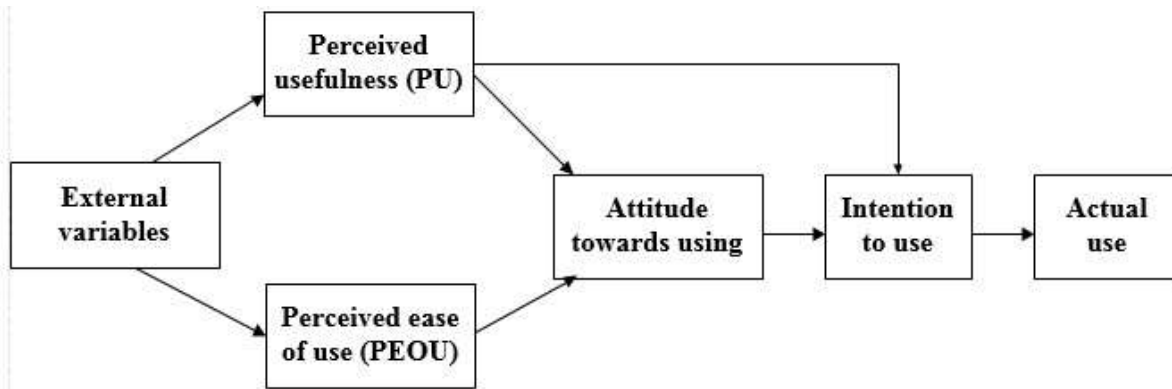 Perceived
usefulness (PU)
External
variables
Perceived ease
of use (PEOU)
Attitude
towards using
Intention
to use
Actual
use